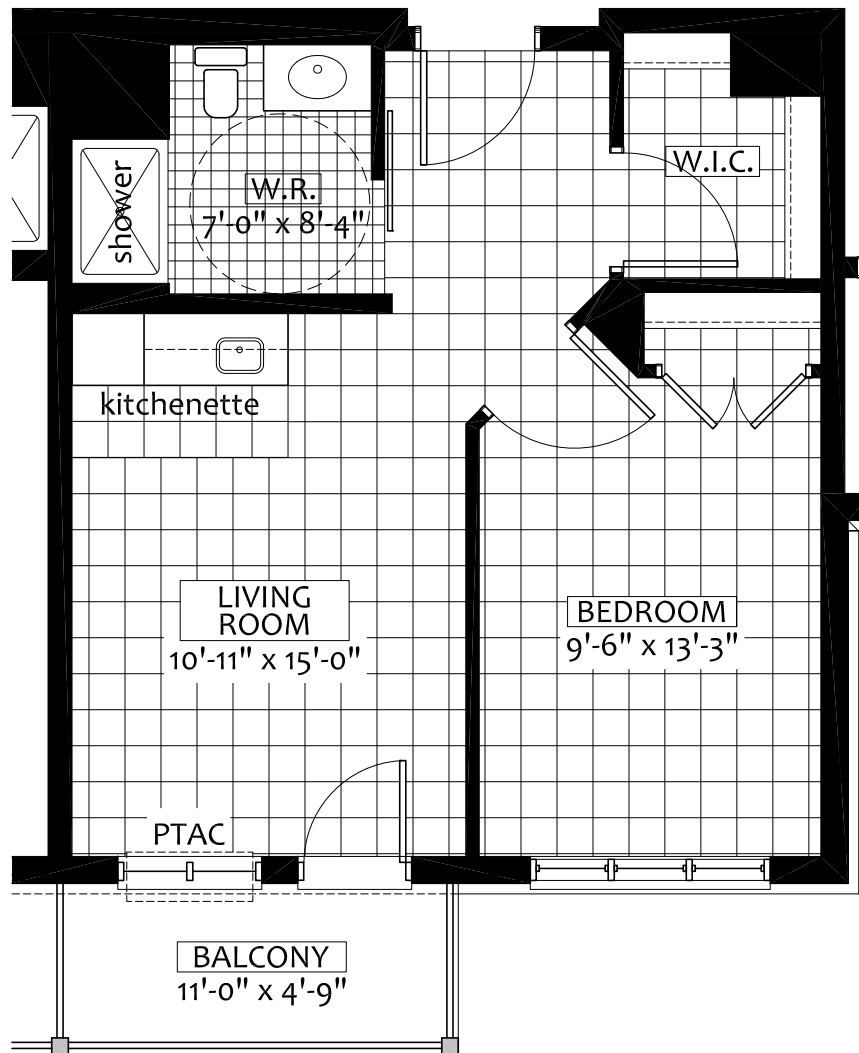 shower
W.R.
7'-0" x 8'-4"
W.I.C.
kitchenette
LIVING
ROOM
10'-11" x 15'-0"
BEDROOM
9'-6" x 13'-3"
PTAC
BALCONY
11'-0" x 4'-9"